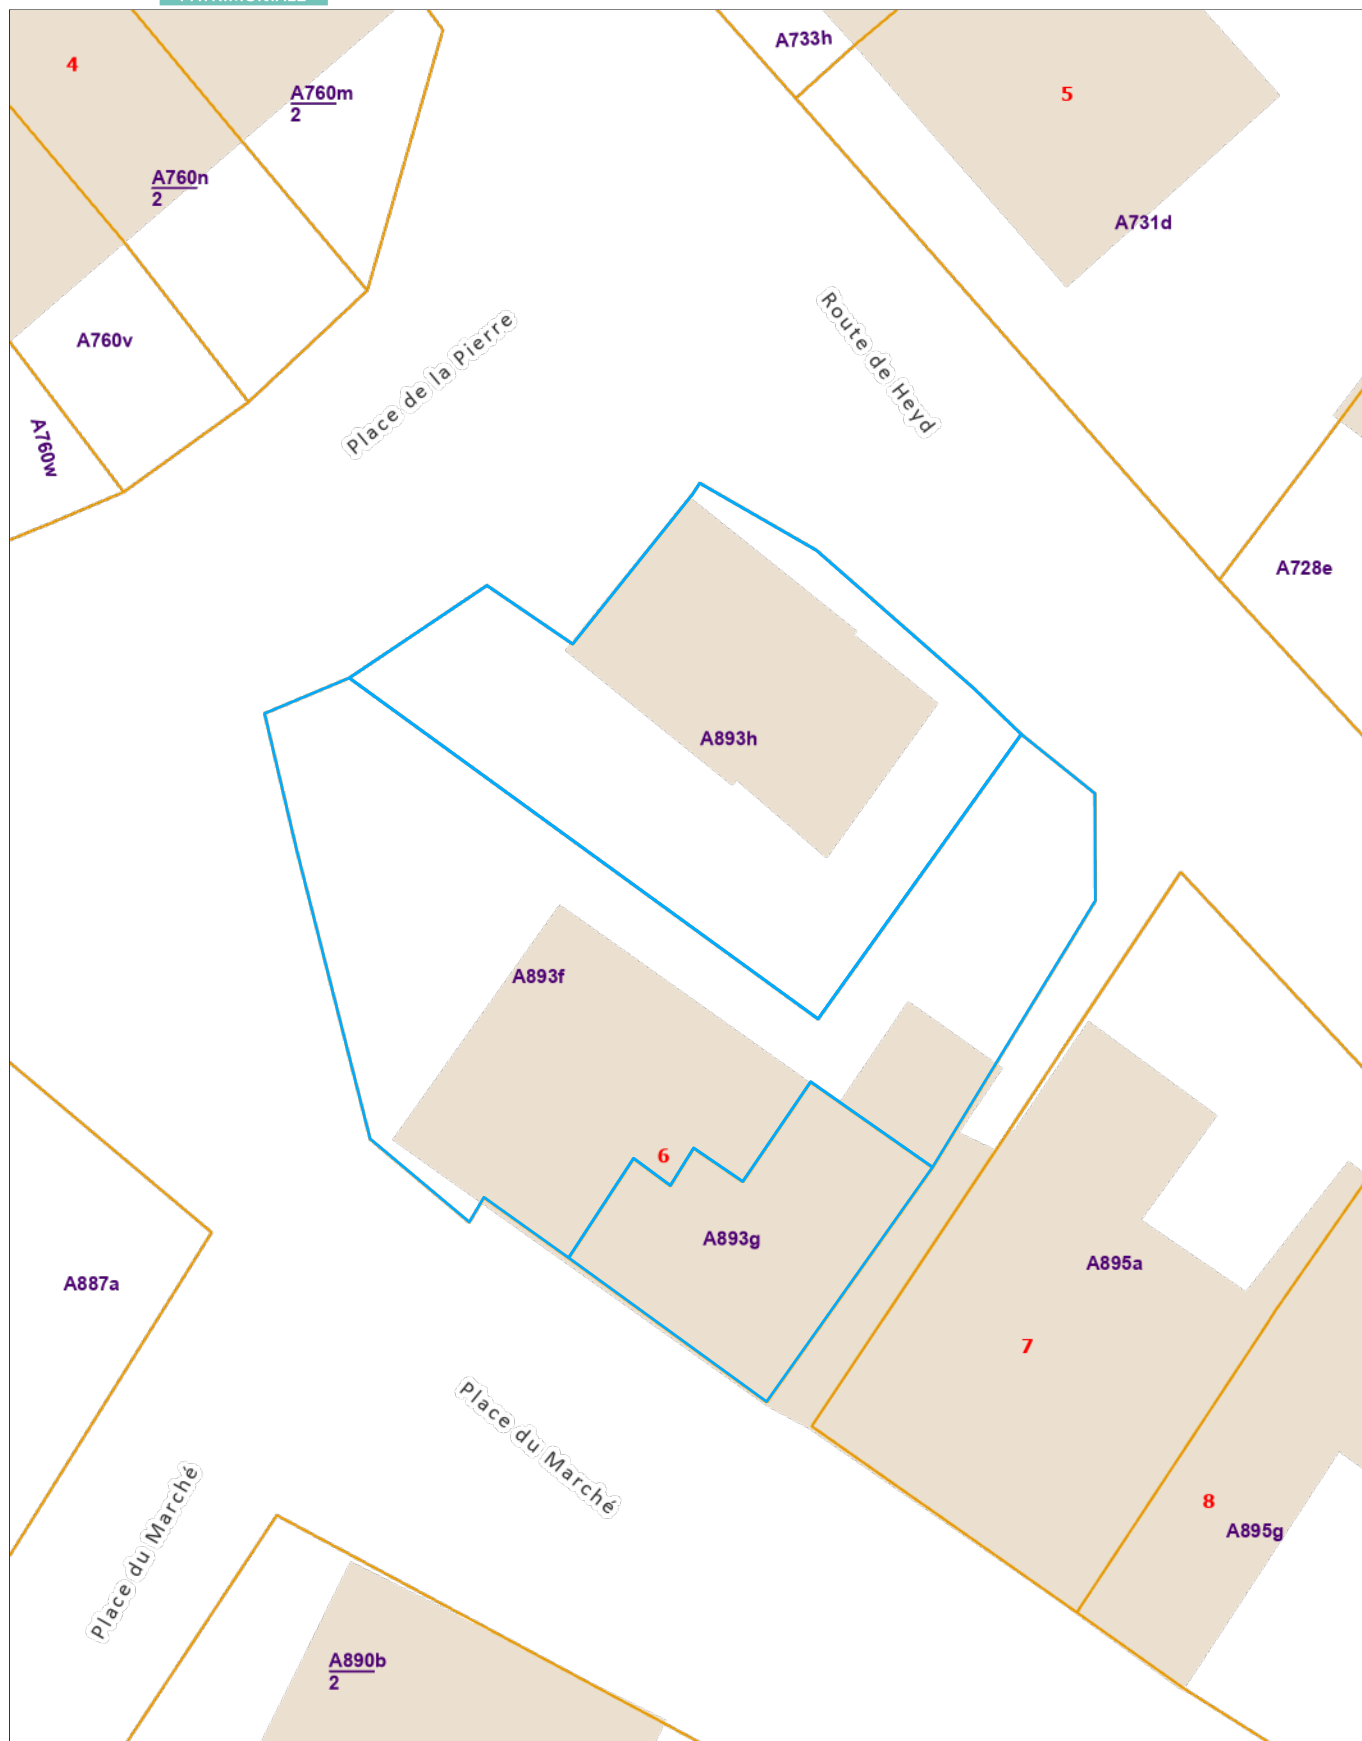 4
A760m
2
A733h
5
A760n
2
A731d
A760v
Place de la Pierre
Route de Heyd
A760w
A728e
A893h
A893f
6
A893g
A895a
A887a
7
Place du Marché
8
A895g
Place du Marché
A890b
2